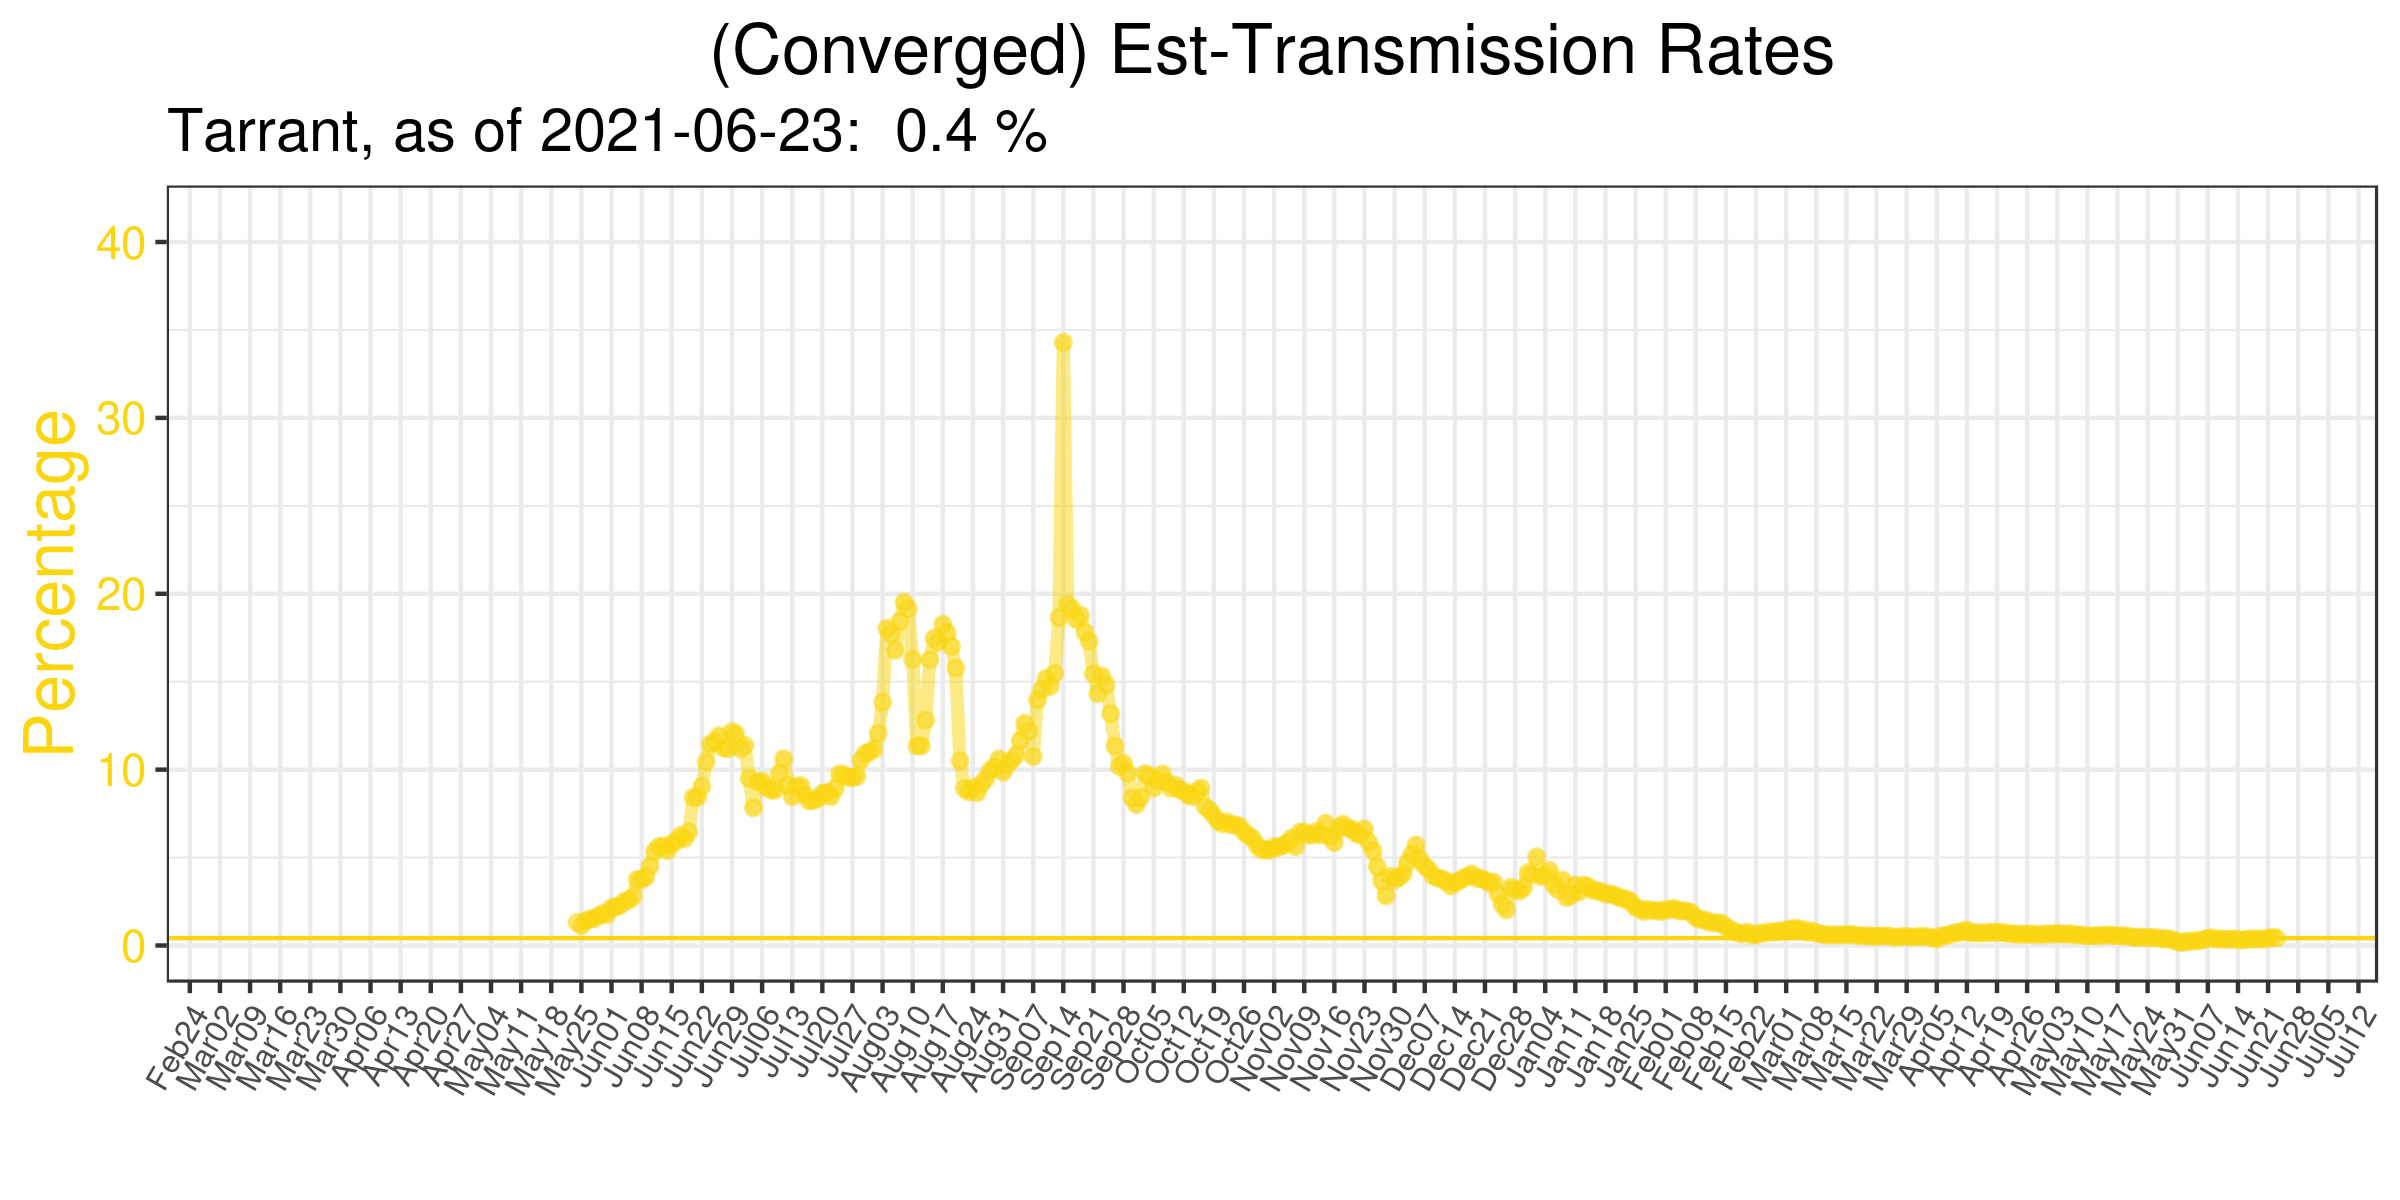 (Converged) Est-Transmission Rates
Tarrant, as of 2021-06-23:  0.4 %
Percentage
40
30
20
10
0
Feb24
Mar02
Mar09
Mar16
Mar23
Mar30
Apr06
Apr13
Apr20
Apr27
May04
May11
May18
May25
Jun01
Jun08
Jun15
Jun22
Jun29
Jul06
Jul13
Jul20
Jul27
Aug03
Aug10
Aug17
Aug24
Aug31
Sep07
Sep14
Sep21
Sep28
Oct05
Oct12
Oct19
Oct26
Nov02
Nov09
Nov16
Nov23
Nov30
Dec07
Dec14
Dec21
Dec28
Jan04
Jan11
Jan18
Jan25
Feb01
Feb08
Feb15
Feb22
Mar01
Mar08
Mar15
Mar22
Mar29
Apr05
Apr12
Apr19
Apr26
May03
May10
May17
May24
May31
Jun07
Jun14
Jun21
Jun28
Jul05
Jul12